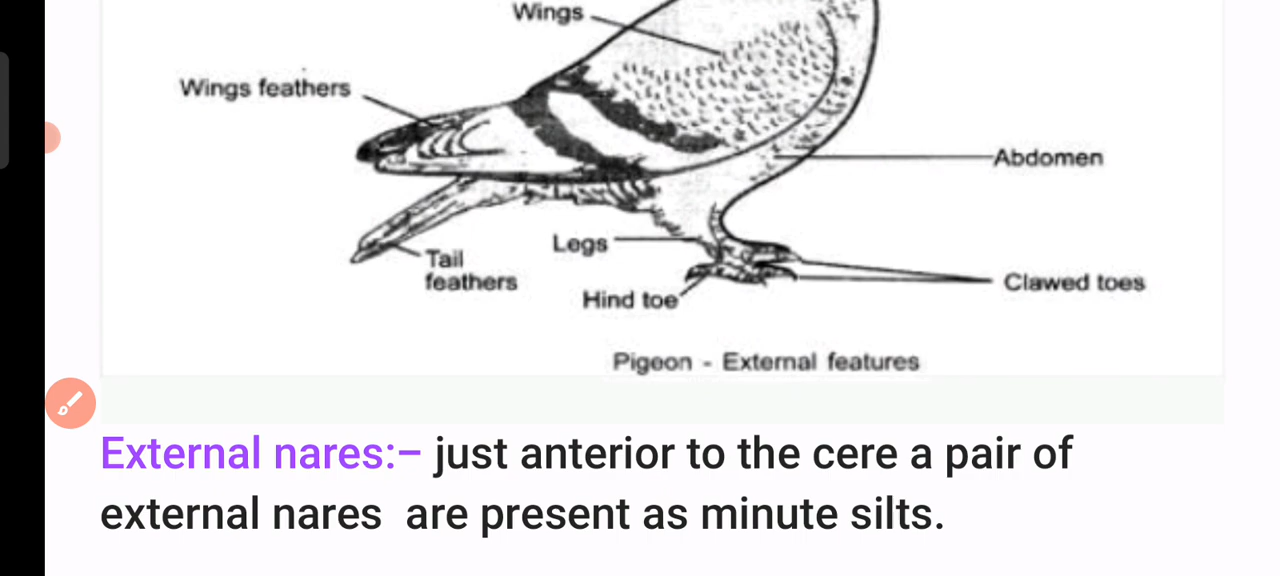 Wings
Wings feathers
Abdomen
Legs
Tail
feathers
Clawed toes
Hind toe
Pigeon - External features
External nares:– just anterior to the cere a pair of
external nares are present as minute silts.